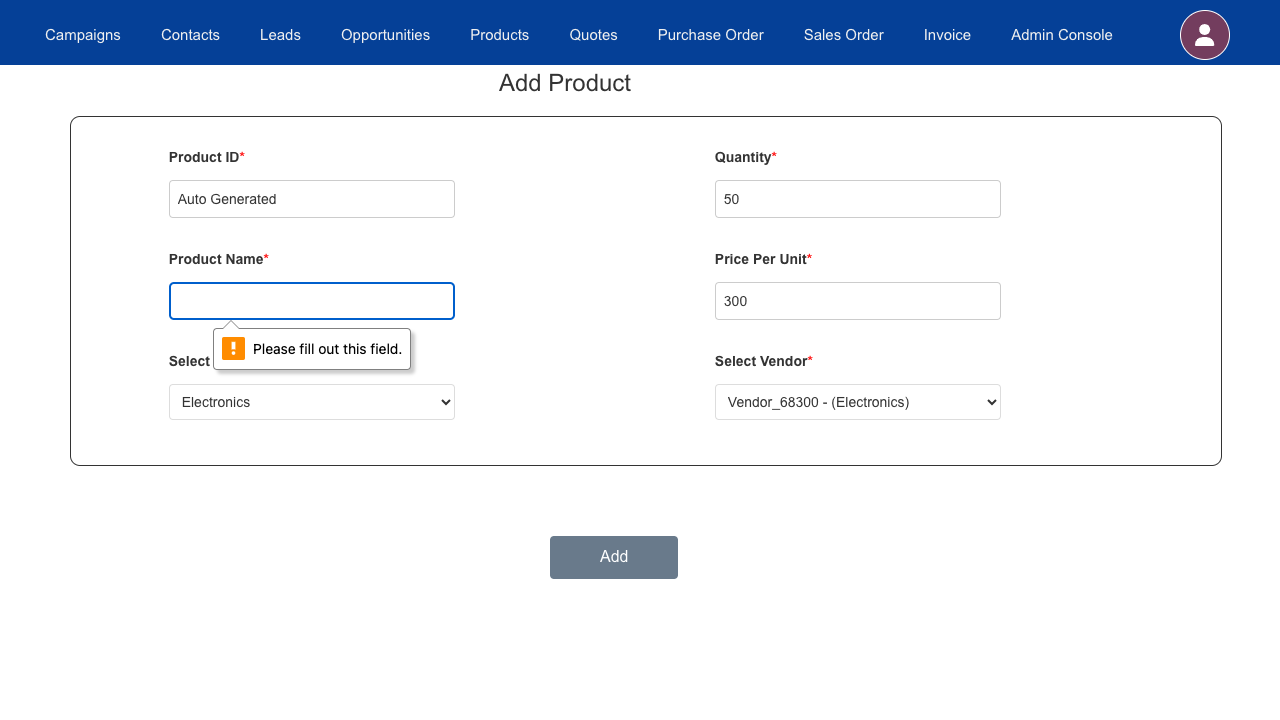 Campaigns Contacts Leads Opportunities Products Quotes Purchase Order Sales Order Invoice Admin Console
Add Product
Product ID* Quantity*
Auto Generated 50
Product Name* Price Per Unit*
300
Please fill out this field.
Select Select Vendor*
Electronics Vendor_68300 - (Electronics)
Add